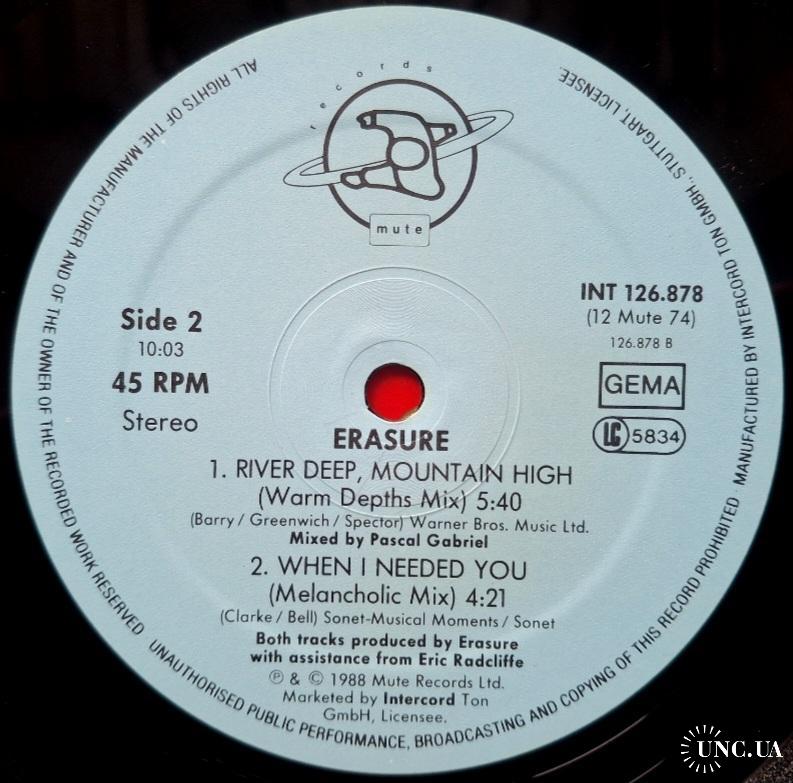 records
mute
Side 2
10:03
45 RPM
Stereo
INT 126.878
(12 Mute 74)
126.878 B
GEMA
LC 5834
ERASURE
1. RIVER DEEP, MOUNTAIN HIGH
(Warm Depths Mix) 5:40
(Barry / Greenwich / Spector) Warner Bros. Music Ltd.
Mixed by Pascal Gabriel
2. WHEN I NEEDED YOU
(Melancholic Mix) 4:21
(Clarke / Bell) Sonet-Musical Moments / Sonet
Both tracks produced by Erasure
with assistance from Eric Radcliffe
℗ & © 1988 Mute Records Ltd.
Marketed by Intercord Ton
GmbH, Licensee.
ALL RIGHTS OF THE MANUFACTURER AND OF THE OWNER OF THE RECORDED WORK RESERVED
UNAUTHORISED PUBLIC PERFORMANCE, BROADCASTING AND COPYING OF THIS RECORD PROHIBITED · MANUFACTURED BY INTERCORD TON GMBH., STUTTGART, LICENSEE.
UNC.UA